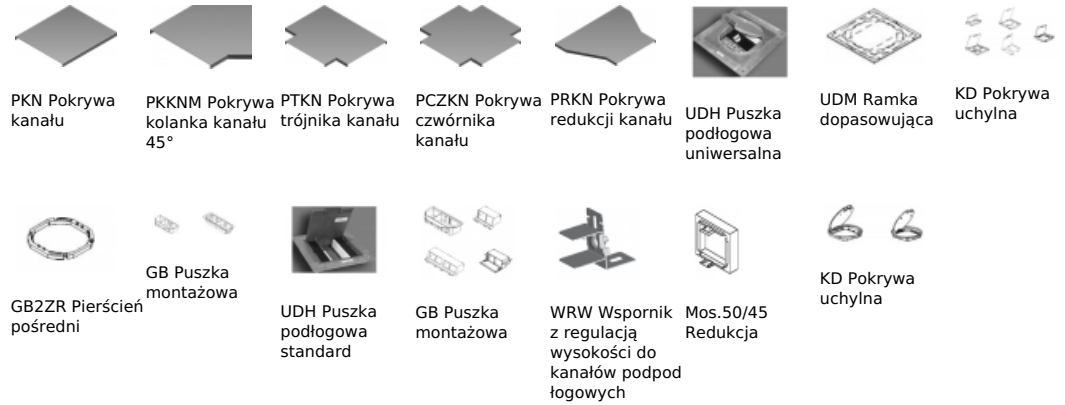 PKN Pokrywa
kanału
PKKNM Pokrywa
kolanka kanału
45°
PTKN Pokrywa
trójnika kanału
PCZKN Pokrywa
czwórnika
kanału
PRKN Pokrywa
redukcji kanału
UDH Puszka
podłogowa
uniwersalna
UDM Ramka
dopasowująca
KD Pokrywa
uchylna
GB2ZR Pierścień
pośredni
GB Puszka
montażowa
UDH Puszka
podłogowa
standard
GB Puszka
montażowa
WRW Wspornik
z regulacją
wysokości do
kanałów podpod
łogowych
Mos.50/45
Redukcja
KD Pokrywa
uchylna